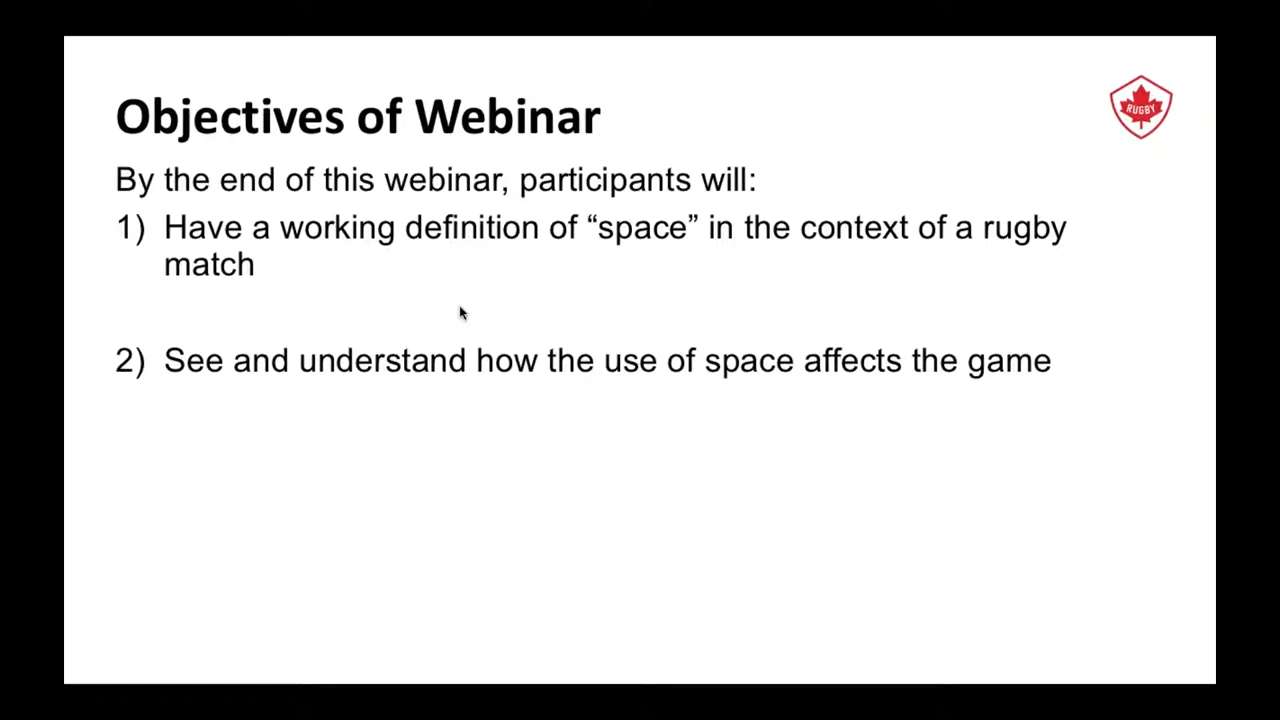 Objectives of Webinar
RUGBY
By the end of this webinar, participants will:
1) Have a working definition of “space” in the context of a rugby
match
2) See and understand how the use of space affects the game